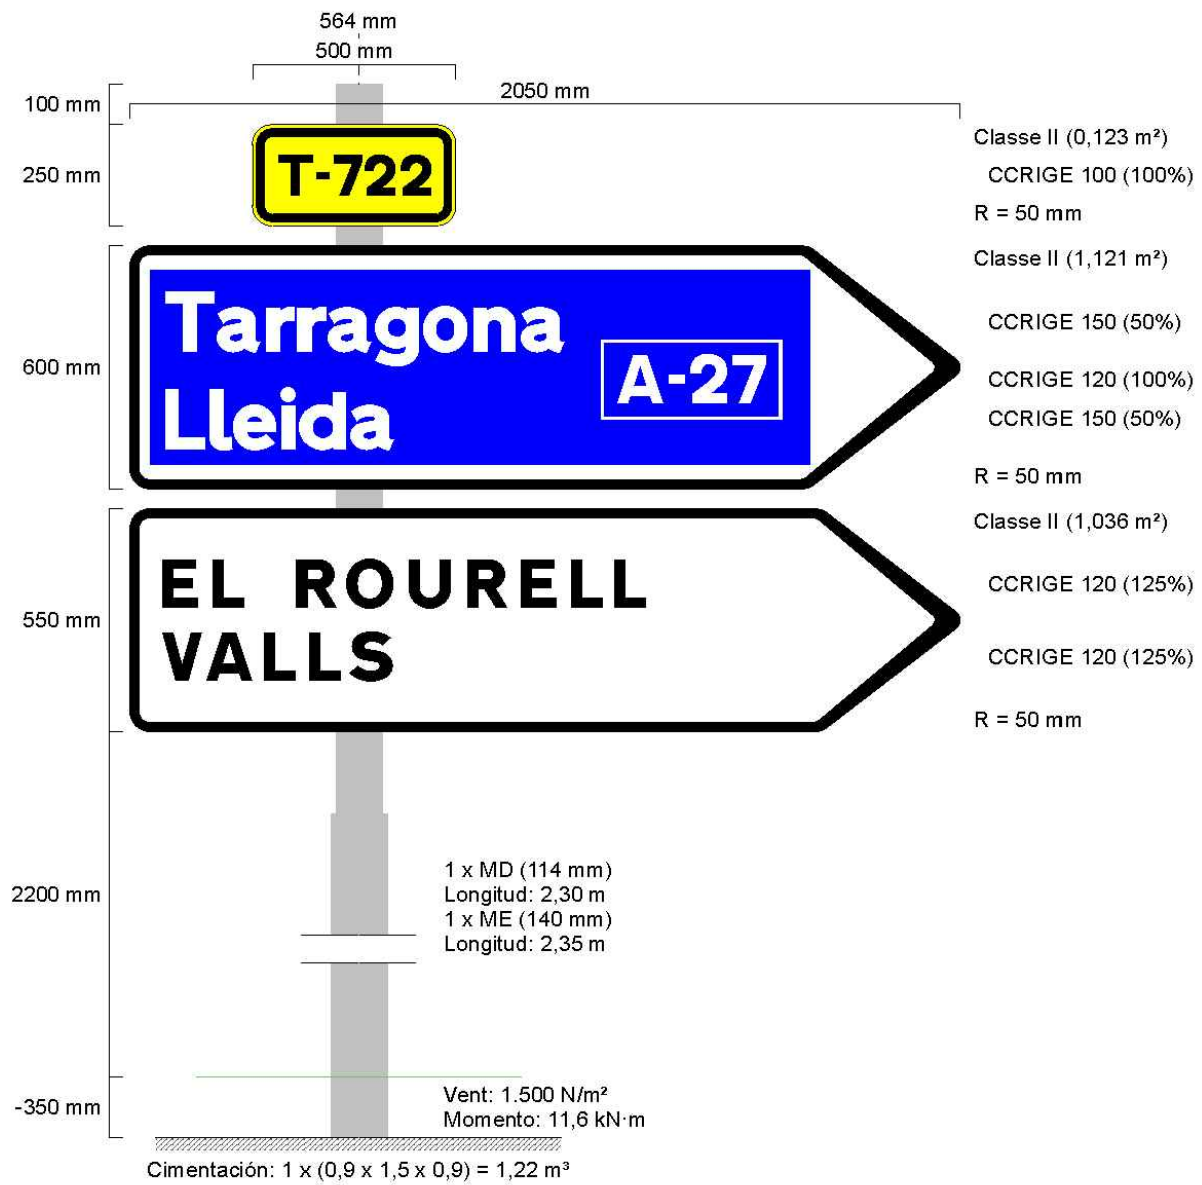 564 mm
500 mm
2050 mm
100 mm
Classe II (0,123 m²)
250 mm
T-722
CCRIGE 100 (100%)
R = 50 mm
Classe II (1,121 m²)
Tarragona
CCRIGE 150 (50%)
600 mm
A-27
CCRIGE 120 (100%)
Lleida
CCRIGE 150 (50%)
R = 50 mm
Classe II (1,036 m²)
EL ROURELL
CCRIGE 120 (125%)
550 mm
VALLS
CCRIGE 120 (125%)
R = 50 mm
2200 mm
1 x MD (114 mm)
Longitud: 2,30 m
1 x ME (140 mm)
Longitud: 2,35 m
-350 mm
Vent: 1.500 N/m²
Momento: 11,6 kN·m
Cimentación: 1 x (0,9 x 1,5 x 0,9) = 1,22 m³